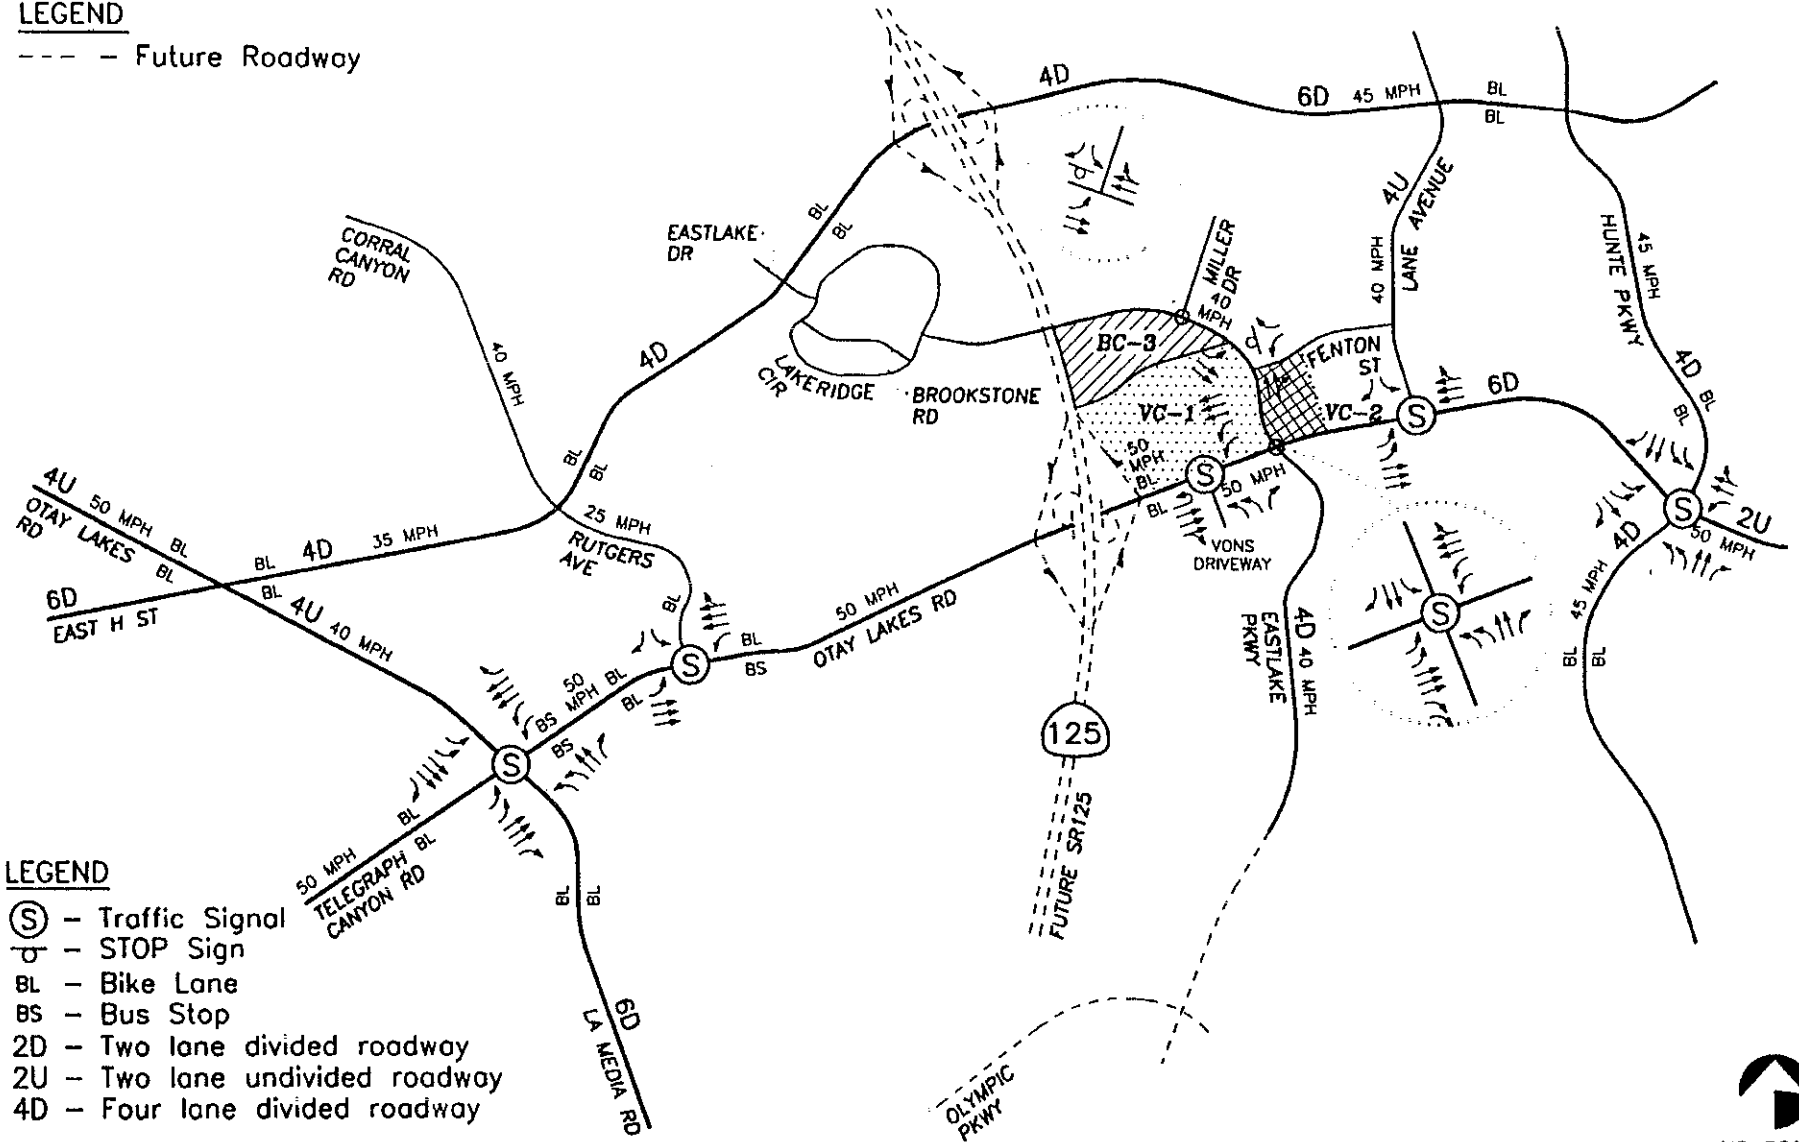 LEGEND
--- – Future Roadway
4D
6D
45 MPH
BL
BL
4U
LANE AVENUE
40 MPH
HUNTE PKWY
45 MPH
4D
BL
BL
CORRAL
CANYON
RD
40 MPH
EASTLAKE
DR
BL
BL
MILLER
DR
40
MPH
BC-3
FENTON
ST
LAKERIDGE
CIR
BROOKSTONE
RD
4D
VC-1
VC-2
S
6D
50
MPH
BL
S
50 MPH
BL
VONS
DRIVEWAY
BL
BL
4U
50 MPH
BL
OTAY LAKES
RD
BL
25 MPH
RUTGERS
AVE
BL
4D
35 MPH
BL
BL
6D
EAST H ST
4U
40 MPH
S
2U
50 MPH
4D
45 MPH
BL
BL
S
50 MPH
OTAY LAKES RD
4D
40 MPH
EASTLAKE
PKWY
S
BL
BS
50
MPH
BL
BS
BL
BS
S
125
FUTURE SR125
BL
BL
50 MPH
TELEGRAPH
CANYON RD
BL
BL
6D
LA MEDIA RD
OLYMPIC
PKWY
LEGEND
S – Traffic Signal
– STOP Sign
BL – Bike Lane
BS – Bus Stop
2D – Two lane divided roadway
2U – Two lane undivided roadway
4D – Four lane divided roadway